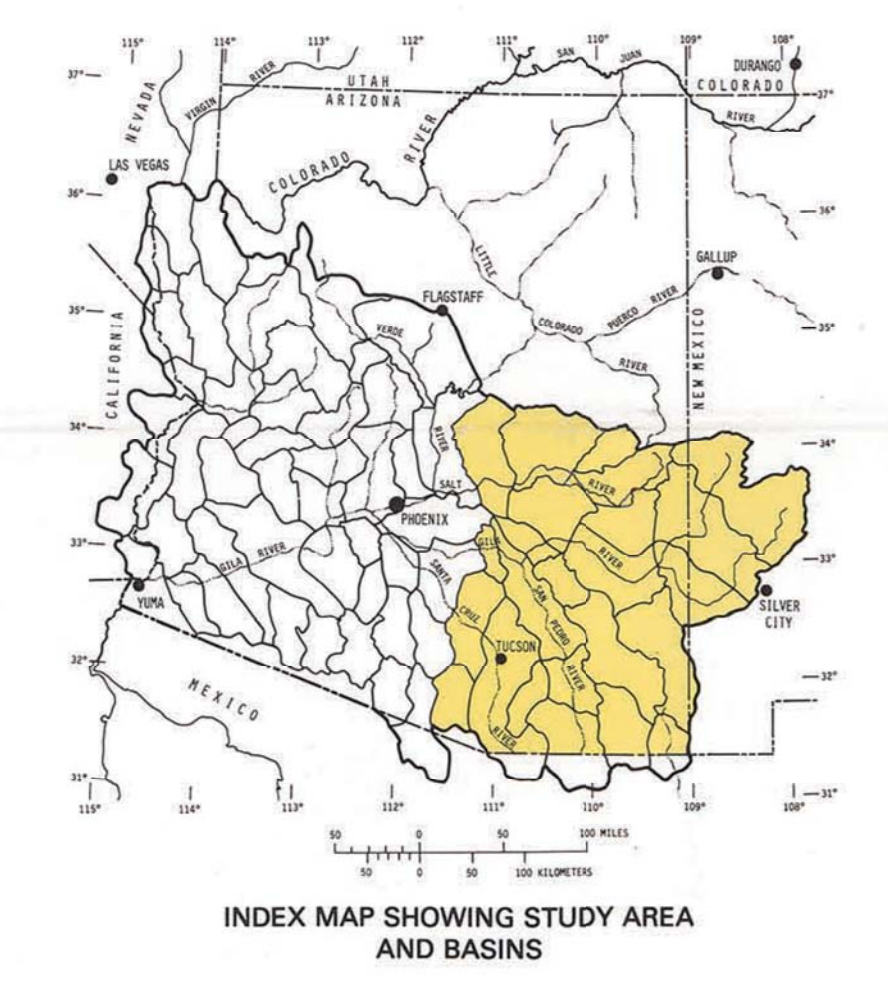 115° 114° 113° 112° 111° 110° 109° 108°
SAN JUAN
DURANGO
37°
UTAH
COLORADO
37°
ARIZONA
VIRGIN RIVER
RIVER
NEVADA
RIVER
LAS VEGAS
COLORADO
36°
36°
LITTLE
GALLUP
FLAGSTAFF
PUERCO RIVER
35°
COLORADO
35°
VERDE
CALIFORNIA
NEW MEXICO
RIVER
34°
34°
RIVER
SALT
RIVER
PHOENIX
33°
GILA
33°
GILA RIVER
RIVER
SANTA
SAN
YUMA
SILVER
CITY
CRUZ
PEDRO
TUCSON
32°
32°
RIVER
MEXICO
RIVER
31°
31°
115° 114° 113° 112° 111° 110° 109° 108°
50 0 50 100 MILES
50 0 50 100 KILOMETERS
INDEX MAP SHOWING STUDY AREA
AND BASINS